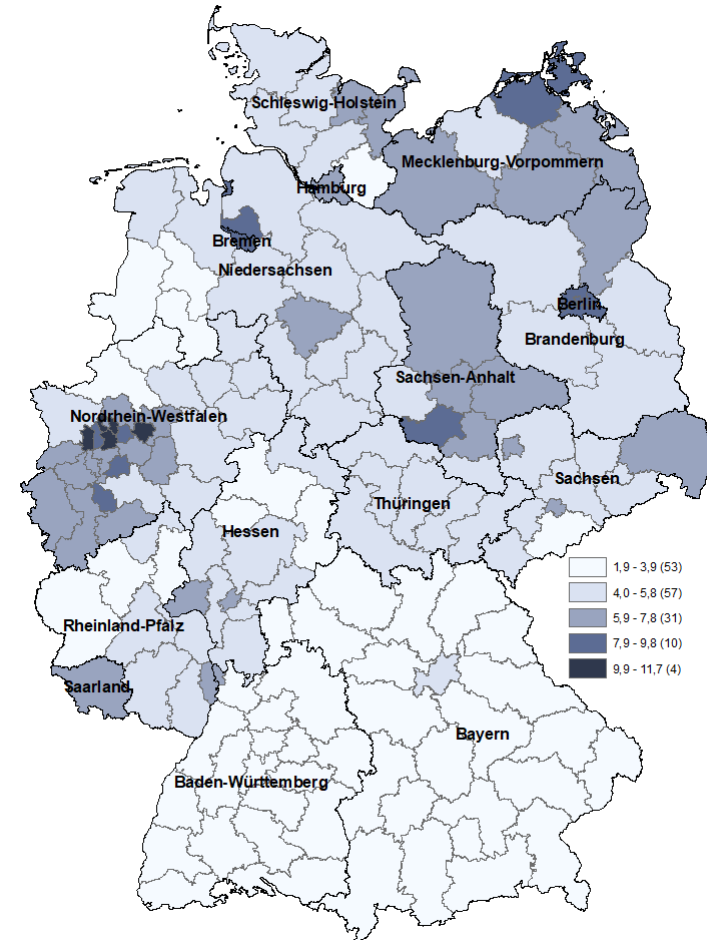 Schleswig-Holstein
Mecklenburg-Vorpommern
Hamburg
Bremen
Niedersachsen
Berlin
Brandenburg
Sachsen-Anhalt
Nordrhein-Westfalen
Sachsen
Thüringen
Hessen
1,9 - 3,9 (53)
4,0 - 5,8 (57)
5,9 - 7,8 (31)
7,9 - 9,8 (10)
9,9 - 11,7 (4)
Rheinland-Pfalz
Saarland
Bayern
Baden-Württemberg